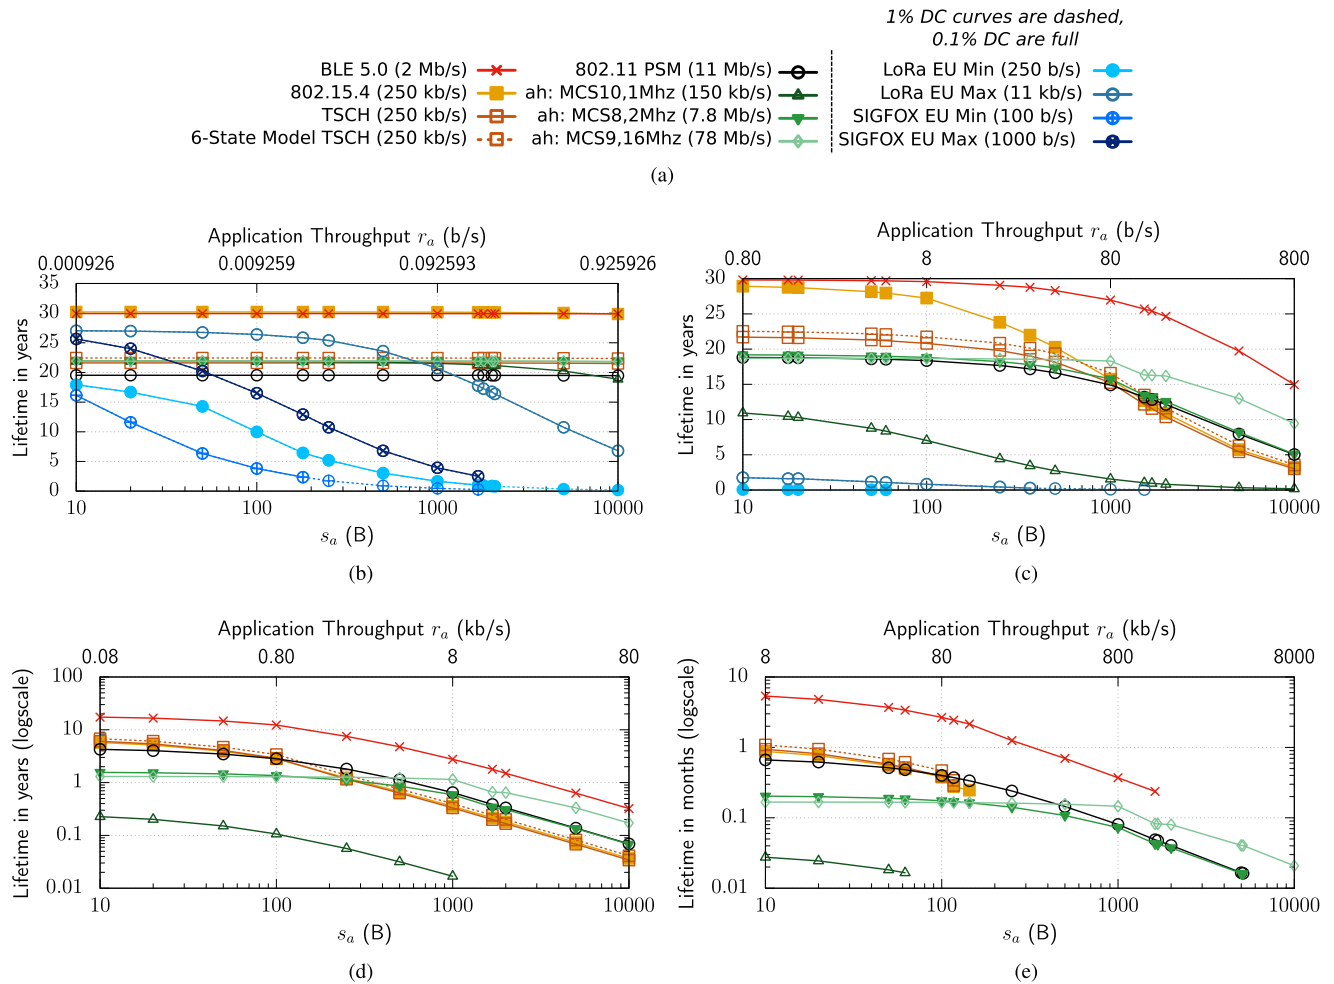 1% DC curves are dashed,
0.1% DC are full
BLE 5.0 (2 Mb/s)
802.15.4 (250 kb/s)
TSCH (250 kb/s)
6-State Model TSCH (250 kb/s)
802.11 PSM (11 Mb/s)
ah: MCS10,1Mhz (150 kb/s)
ah: MCS8,2Mhz (7.8 Mb/s)
ah: MCS9,16Mhz (78 Mb/s)
LoRa EU Min (250 b/s)
LoRa EU Max (11 kb/s)
SIGFOX EU Min (100 b/s)
SIGFOX EU Max (1000 b/s)
(a)
Application Throughput r_a (b/s)
0.000926 0.009259 0.092593 0.925926
Lifetime in years
35
30
25
20
15
10
5
0
10 100 1000 10000
s_a (B)
(b)
Application Throughput r_a (b/s)
0.80 8 80 800
Lifetime in years
30
25
20
15
10
5
0
10 100 1000 10000
s_a (B)
(c)
Application Throughput r_a (kb/s)
0.08 0.80 8 80
Lifetime in years (logscale)
100
10
1
0.1
0.01
10 100 1000 10000
s_a (B)
(d)
Application Throughput r_a (kb/s)
8 80 800 8000
Lifetime in months (logscale)
10
1
0.1
0.01
10 100 1000 10000
s_a (B)
(e)